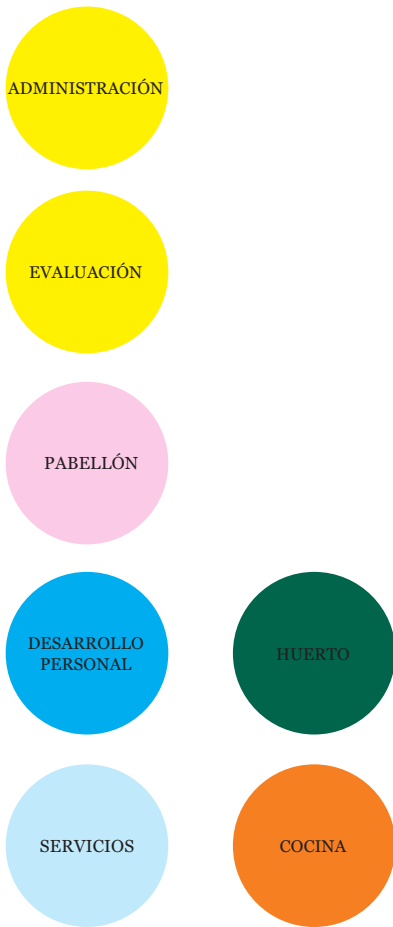 ADMINISTRACIÓN
EVALUACIÓN
PABELLÓN
DESARROLLO
PERSONAL
HUERTO
SERVICIOS
COCINA